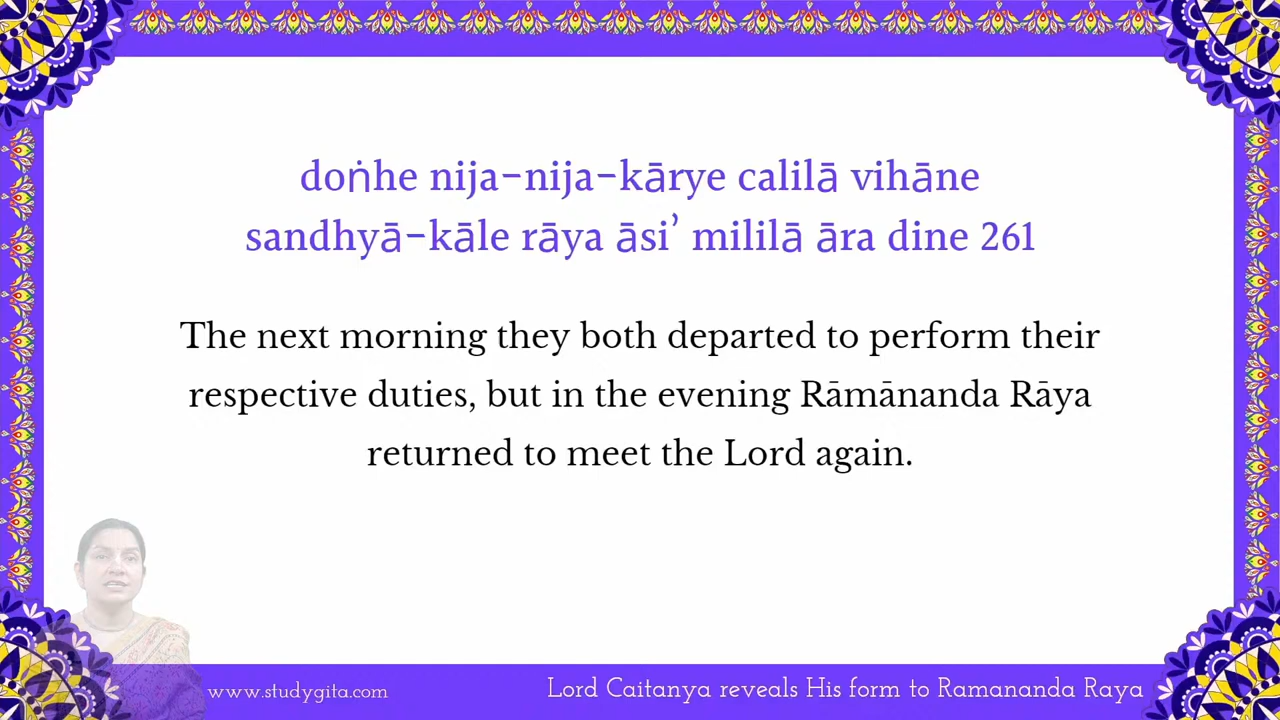 doṅhe nija-nija-kārye calilā vihāne
sandhyā-kāle rāya āsi’ mililā āra dine 261
The next morning they both departed to perform their
respective duties, but in the evening Rāmānanda Rāya
returned to meet the Lord again.
www.studygita.com
Lord Caitanya reveals His form to Ramananda Raya